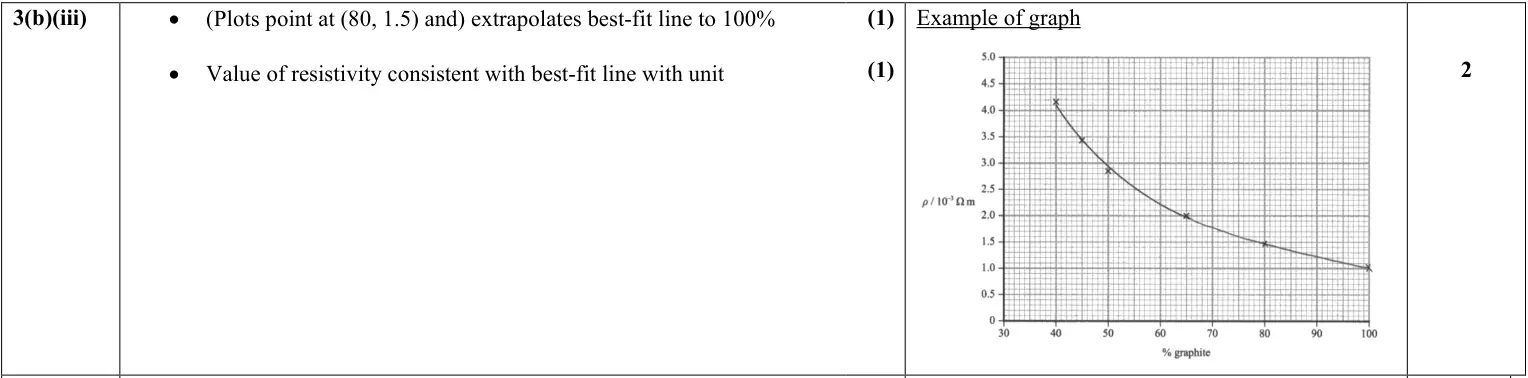 3(b)(iii)
• (Plots point at (80, 1.5) and) extrapolates best-fit line to 100% (1)
• Value of resistivity consistent with best-fit line with unit (1)
Example of graph
5.0
4.5
4.0
3.5
3.0
2.5
ρ / 10⁻³ Ω m
2.0
1.5
1.0
0.5
0
30 40 50 60 70 80 90 100
% graphite
2